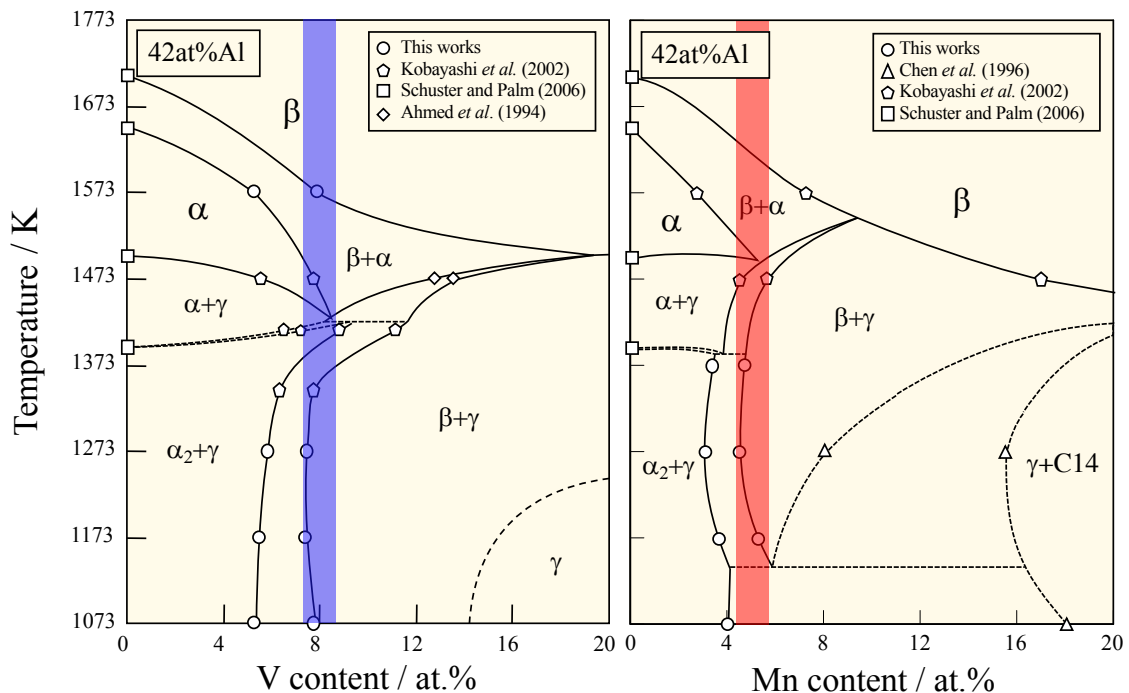 Temperature / K
1773
1673
1573
1473
1373
1273
1173
1073
42at%Al
This works
Kobayashi et al. (2002)
Schuster and Palm (2006)
Ahmed et al. (1994)
β
α
β+α
α+γ
α₂+γ
β+γ
γ
0 4 8 12 16 20
V content / at.%
42at%Al
This works
Chen et al. (1996)
Kobayashi et al. (2002)
Schuster and Palm (2006)
β+α
β
α
α+γ
β+γ
α₂+γ
γ+C14
0 4 8 12 16 20
Mn content / at.%